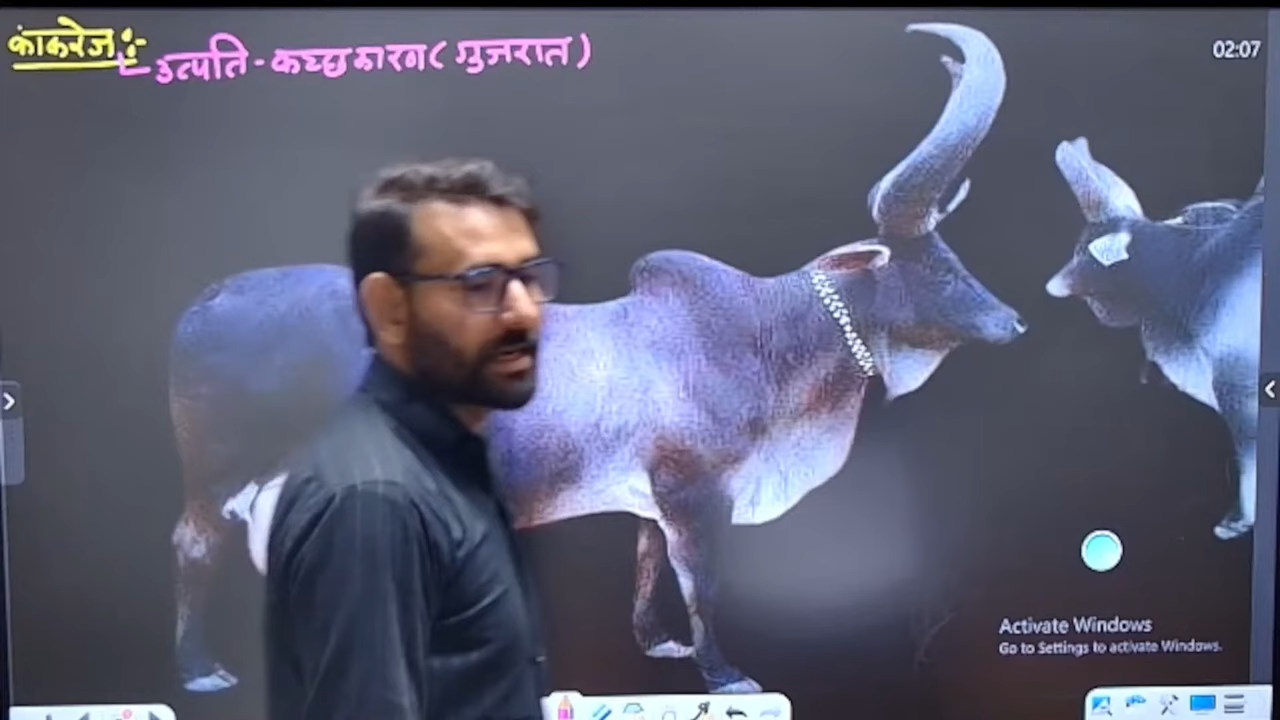 कांकरेज :-
उत्पति - कच्छ का रण ( गुजरात )
02:07
Activate Windows
Go to Settings to activate Windows.